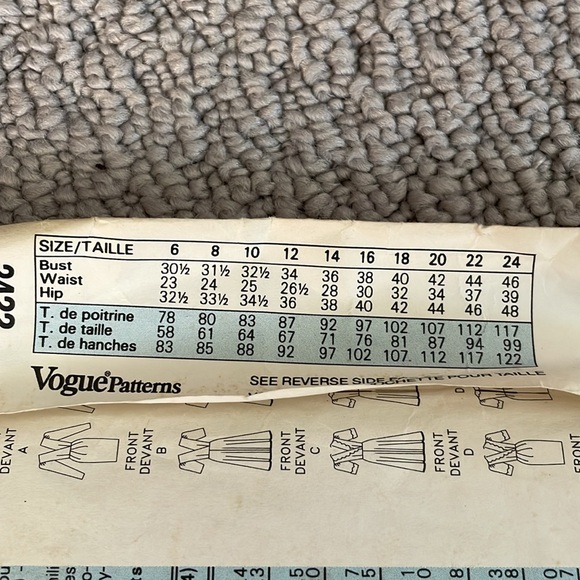 SIZE/TAILLE 6 8 10 12 14 16 18 20 22 24
Bust 30½ 31½ 32½ 34 36 38 40 42 44 46
Waist 23 24 25 26½ 28 30 32 34 37 39
Hip 32½ 33½ 34½ 36 38 40 42 44 46 48
T. de poitrine 78 80 83 87 92 97 102 107 112 117
T. de taille 58 61 64 67 71 76 81 87 94 99
T. de hanches 83 85 88 92 97 102 107 112 117 122
2422
Vogue® Patterns
SEE REVERSE SIDE
POUR TAILLE
DEVANT
A
FRONT
DEVANT
B
FRONT
DEVANT
C
FRONT
DEVANT
D
FRONT